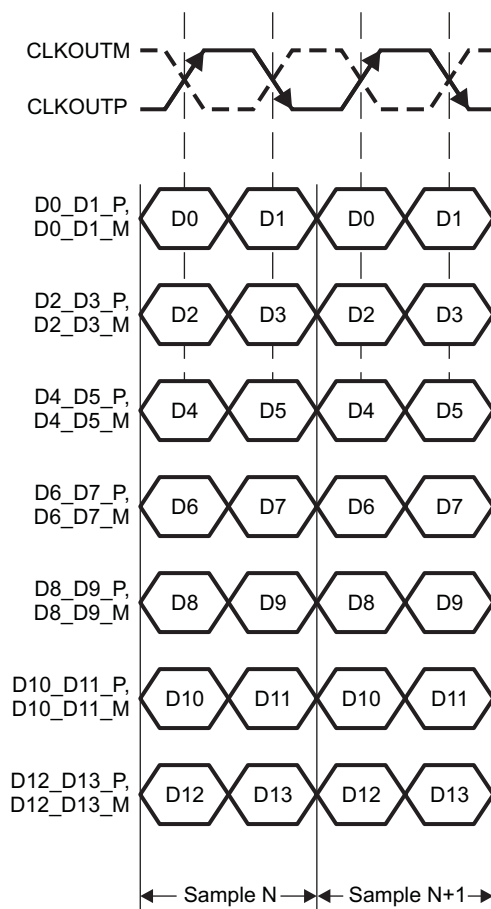 CLKOUTM
CLKOUTP
D0_D1_P,
D0_D1_M
D0 D1 D0 D1
D2_D3_P,
D2_D3_M
D2 D3 D2 D3
D4_D5_P,
D4_D5_M
D4 D5 D4 D5
D6_D7_P,
D6_D7_M
D6 D7 D6 D7
D8_D9_P,
D8_D9_M
D8 D9 D8 D9
D10_D11_P,
D10_D11_M
D10 D11 D10 D11
D12_D13_P,
D12_D13_M
D12 D13 D12 D13
Sample N Sample N+1